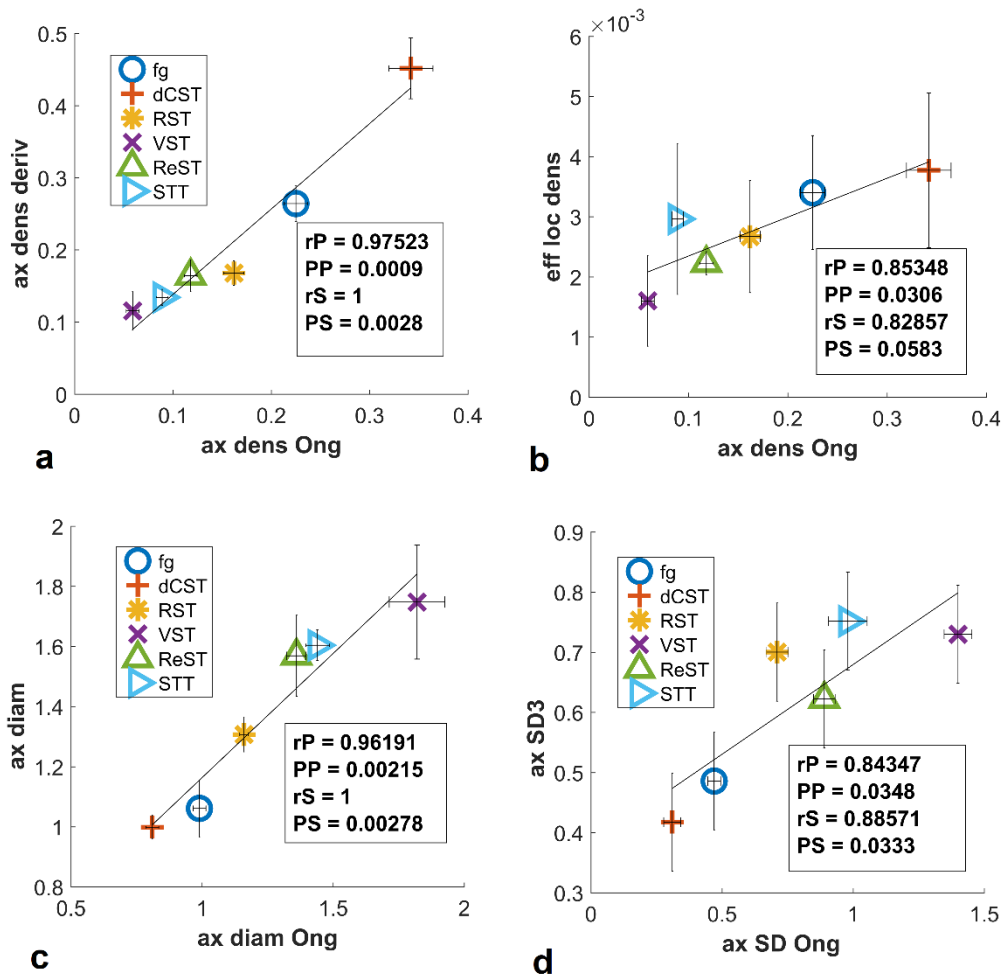 ax dens deriv
0.5
0.4
0.3
0.2
0.1
0
0.1
0.2
0.3
0.4
ax dens Ong
fg
dCST
RST
VST
ReST
STT
rP = 0.97523
PP = 0.0009
rS = 1
PS = 0.0028
a
×10-3
eff loc dens
6
5
4
3
2
1
0
0
0.1
0.2
0.3
0.4
ax dens Ong
rP = 0.85348
PP = 0.0306
rS = 0.82857
PS = 0.0583
b
ax diam
2
1.8
1.6
1.4
1.2
1
0.8
0.5
1
1.5
2
ax diam Ong
fg
dCST
RST
VST
ReST
STT
rP = 0.96191
PP = 0.00215
rS = 1
PS = 0.00278
c
ax SD3
0.9
0.8
0.7
0.6
0.5
0.4
0.3
0
0.5
1
1.5
ax SD Ong
fg
dCST
RST
VST
ReST
STT
rP = 0.84347
PP = 0.0348
rS = 0.88571
PS = 0.0333
d